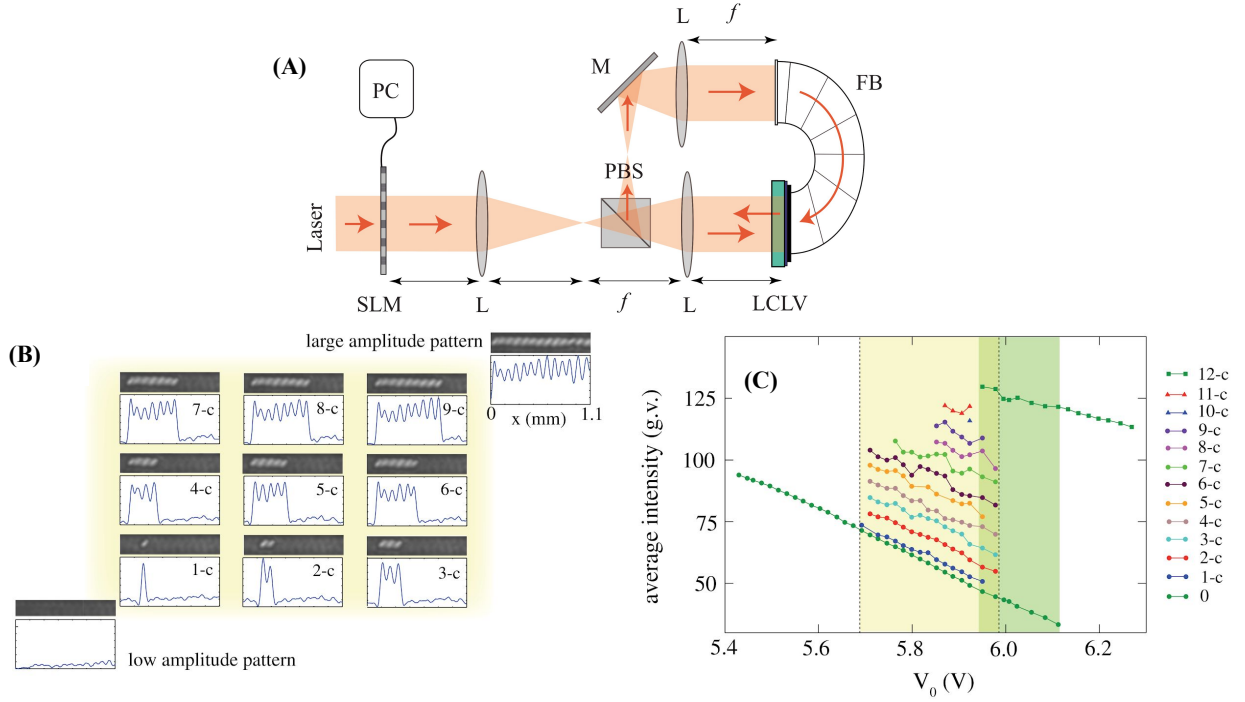 (A)
PC
Laser
SLM
L
M
PBS
L
f
L
f
LCLV
FB
(B)
large amplitude pattern
0
x (mm)
1.1
7-c
8-c
9-c
4-c
5-c
6-c
1-c
2-c
3-c
low amplitude pattern
(C)
average intensity (g.v.)
125
100
75
50
5.4
5.6
5.8
6.0
6.2
V0 (V)
12-c
11-c
10-c
9-c
8-c
7-c
6-c
5-c
4-c
3-c
2-c
1-c
0